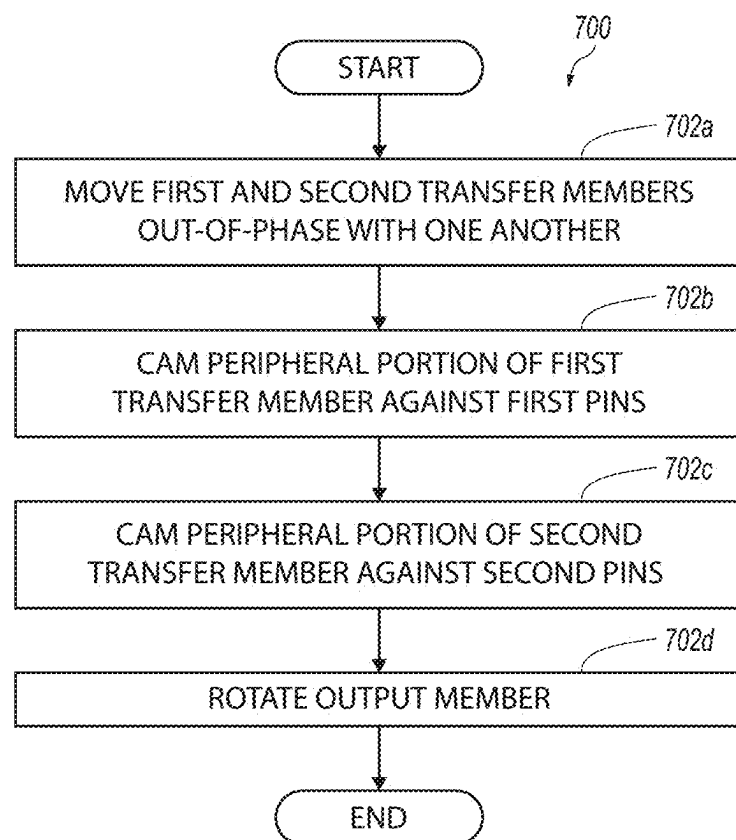 700
START
702a
MOVE FIRST AND SECOND TRANSFER MEMBERS
OUT-OF-PHASE WITH ONE ANOTHER
702b
CAM PERIPHERAL PORTION OF FIRST
TRANSFER MEMBER AGAINST FIRST PINS
702c
CAM PERIPHERAL PORTION OF SECOND
TRANSFER MEMBER AGAINST SECOND PINS
702d
ROTATE OUTPUT MEMBER
END